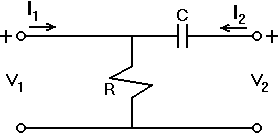 I1 C I2
+ +
V1 R V2